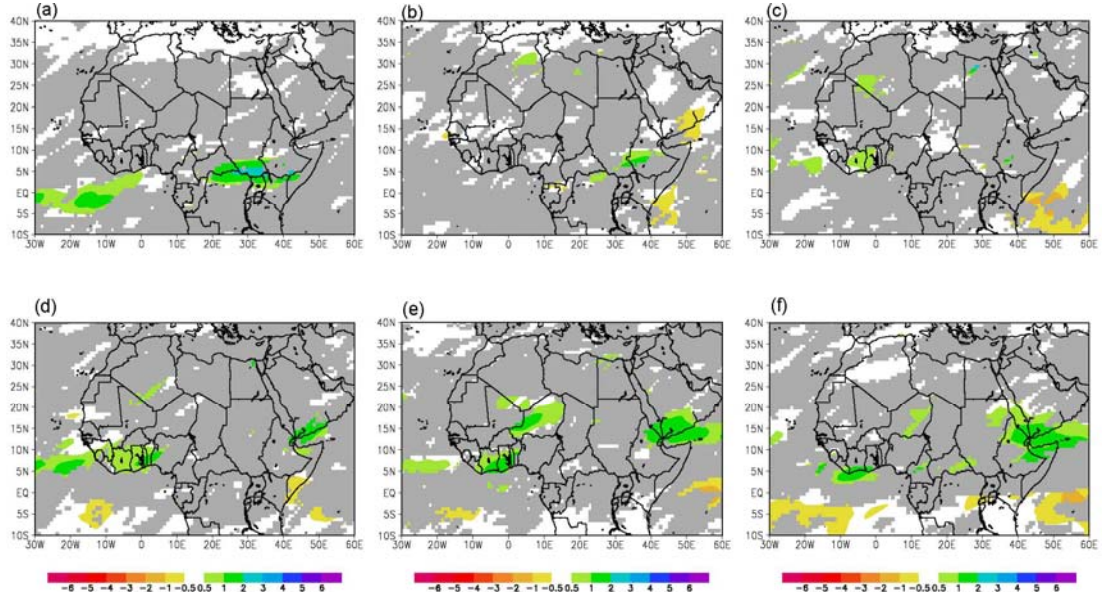 (a) (b) (c)
40N 40N 40N
35N 35N 35N
30N 30N 30N
25N 25N 25N
20N 20N 20N
15N 15N 15N
10N 10N 10N
5N 5N 5N
EQ EQ EQ
5S 5S 5S
10S 10S 10S
30W 20W 10W 0 10E 20E 30E 40E 50E 60E 30W 20W 10W 0 10E 20E 30E 40E 50E 60E 30W 20W 10W 0 10E 20E 30E 40E 50E 60E
(d) (e) (f)
40N 40N 40N
35N 35N 35N
30N 30N 30N
25N 25N 25N
20N 20N 20N
15N 15N 15N
10N 10N 10N
5N 5N 5N
EQ EQ EQ
5S 5S 5S
10S 10S 10S
30W 20W 10W 0 10E 20E 30E 40E 50E 60E 30W 20W 10W 0 10E 20E 30E 40E 50E 60E 30W 20W 10W 0 10E 20E 30E 40E 50E 60E
-6 -5 -4 -3 -2 -1 -0.5 0.5 1 2 3 4 5 6 -6 -5 -4 -3 -2 -1 -0.5 0.5 1 2 3 4 5 6 -6 -5 -4 -3 -2 -1 -0.5 0.5 1 2 3 4 5 6